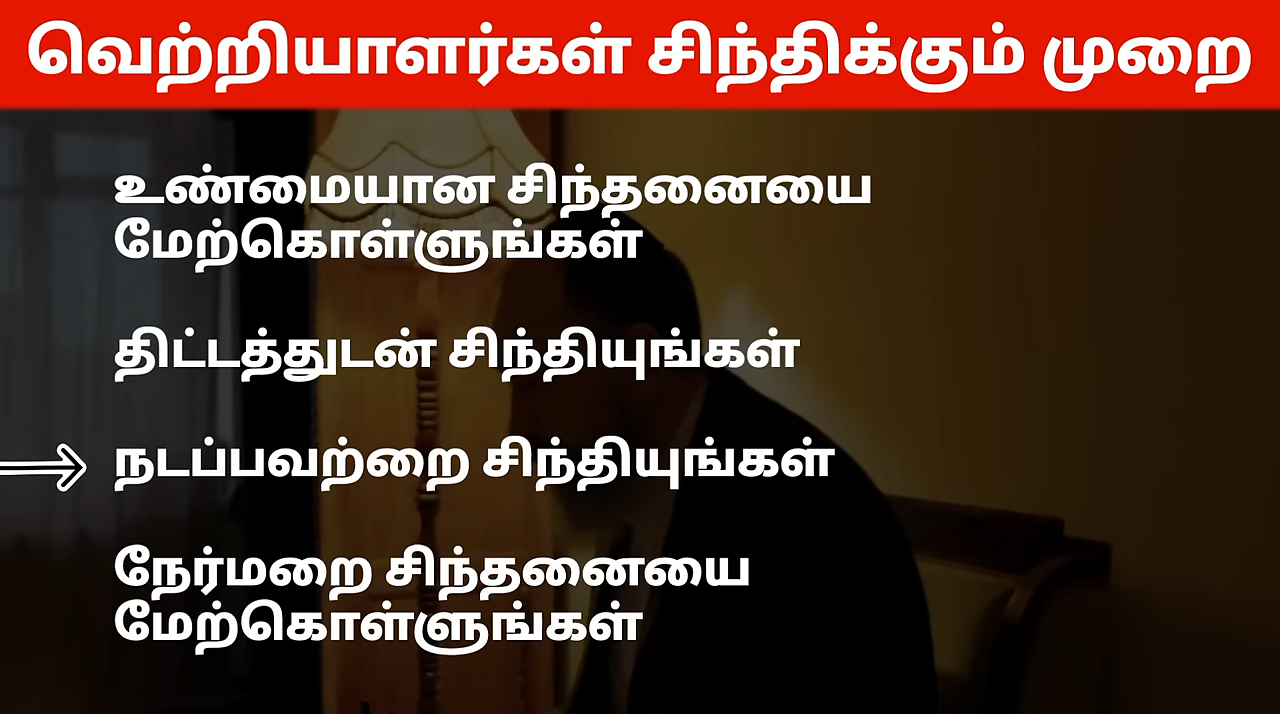 வெற்றியாளர்கள் சிந்திக்கும் முறை
உண்மையான சிந்தனையை
மேற்கொள்ளுங்கள்
திட்டத்துடன் சிந்தியுங்கள்
நடப்பவற்றை சிந்தியுங்கள்
நேர்மறை சிந்தனையை
மேற்கொள்ளுங்கள்